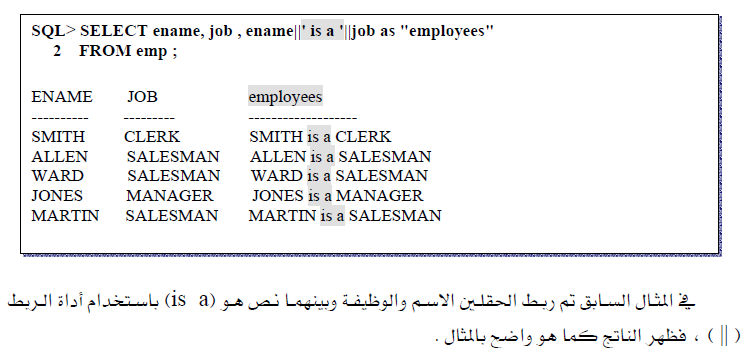 SQL> SELECT ename, job , ename||' is a '||job as "employees"
2 FROM emp ;
ENAME JOB employees
---------- --------- -------------------
SMITH CLERK SMITH is a CLERK
ALLEN SALESMAN ALLEN is a SALESMAN
WARD SALESMAN WARD is a SALESMAN
JONES MANAGER JONES is a MANAGER
MARTIN SALESMAN MARTIN is a SALESMAN
في المثال السابق تم ربط الحقلين الاسم والوظيفة وبينهما نص هو (is a) باستخدام أداة الربط
( || ) ، فظهر الناتج كما هو واضح بالمثال .